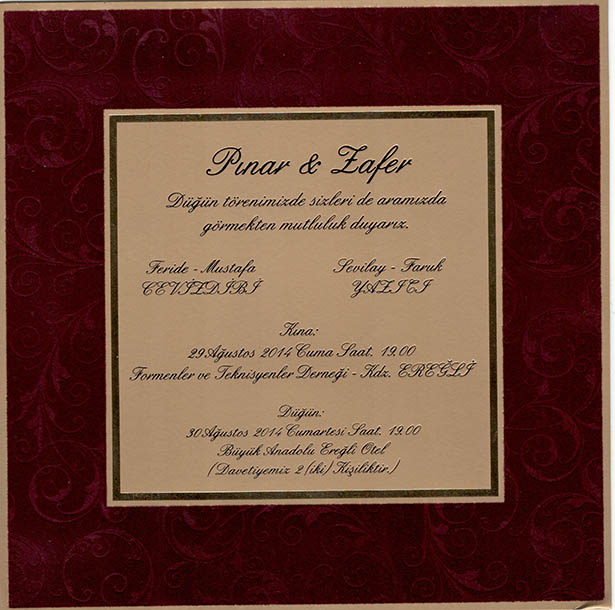 Pınar & Zafer
Düğün törenimizde sizleri de aramızda
görmekten mutluluk duyarız.
Feride - Mustafa
CEVİZDİBİ
Sevilay - Faruk
YAZICI
Kına:
29 Ağustos 2014 Cuma Saat. 19.00
Formenler ve Teknisyenler Derneği - Kdz. EREĞLİ
Düğün:
30 Ağustos 2014 Cumartesi Saat. 19.00
Büyük Anadolu Ereğli Otel
(Davetiyemiz 2 (iki) Kişiliktir.)